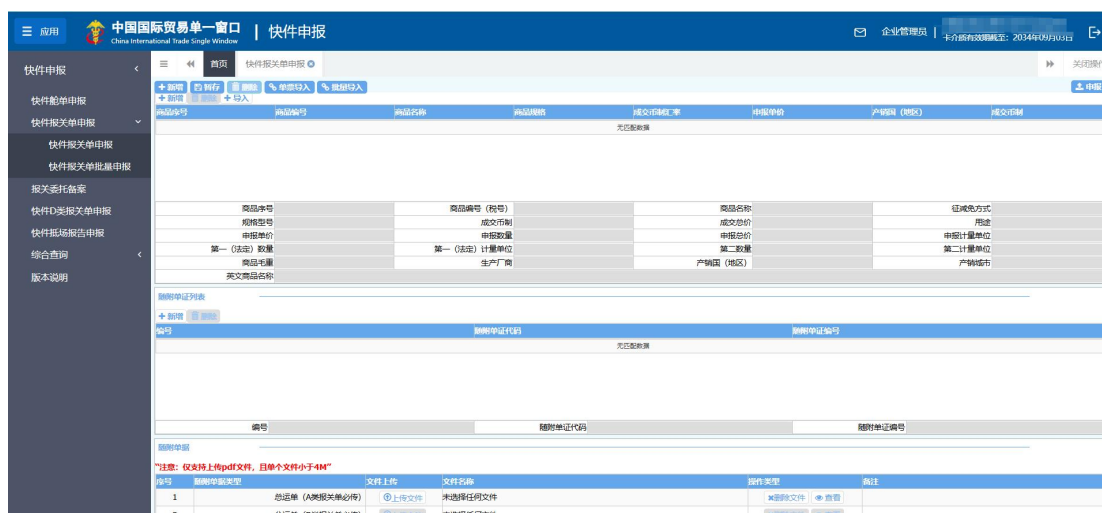 应用 中国国际贸易单一窗口 | 快件申报 企业管理员 | 卡介质有效期截至：2034年09月03日
China International Trade Single Window
快件申报
首页 快件报关单申报 关闭操作
快件舱单申报
快件报关单申报
快件报关单申报
快件报关单批量申报
报关委托备案
快件D类报关单申报
快件抵场报告申报
综合查询
版本说明
+新增 暂存 删除 单票导入 批量导入 申报
+新增 删除 +导入
商品序号 商品编号 商品名称 商品规格 成交币制汇率 申报单价 产销国（地区） 成交币制
无匹配数据
商品序号 商品编号（税号） 商品名称 征减免方式
规格型号 成交币制 成交总价 用途
申报单价 申报数量 申报总价 申报计量单位
第一（法定）数量 第一（法定）计量单位 第二数量 第二计量单位
商品毛重 生产厂商 产销国（地区） 产销城市
英文商品名称
随附单证列表
+新增 删除
编号 随附单证代码 随附单证编号
无匹配数据
编号 随附单证代码 随附单证编号
随附单据
"注意：仅支持上传pdf文件，且单个文件小于4M"
序号 随附单据类型 文件上传 文件名称 操作类型 备注
1 总运单（A类报关单必传） 上传文件 未选择任何文件 删除文件 查看